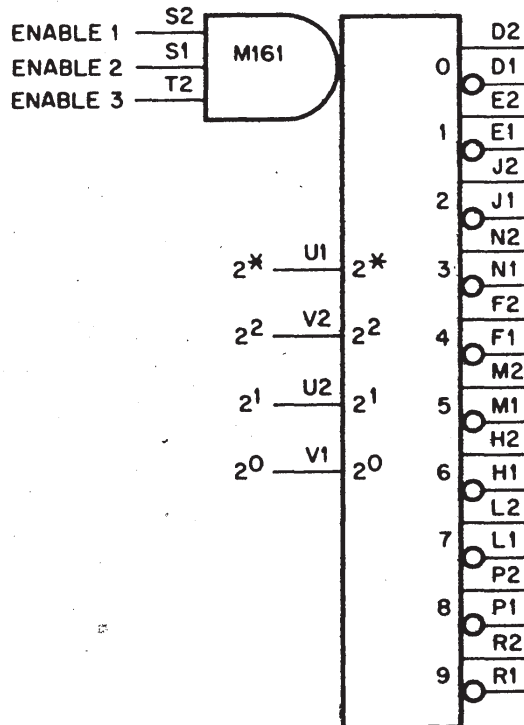 S2
D2
ENABLE 1
M161
S1
0
D1
ENABLE 2
T2
E2
ENABLE 3
1
E1
J2
2
J1
N2
U1
2* 2* 3
N1
F2
V2
2² 2² 4
F1
M2
U2
2¹ 2¹ 5
M1
H2
V1
2⁰ 2⁰ 6
H1
L2
7
L1
P2
8
P1
R2
9
R1